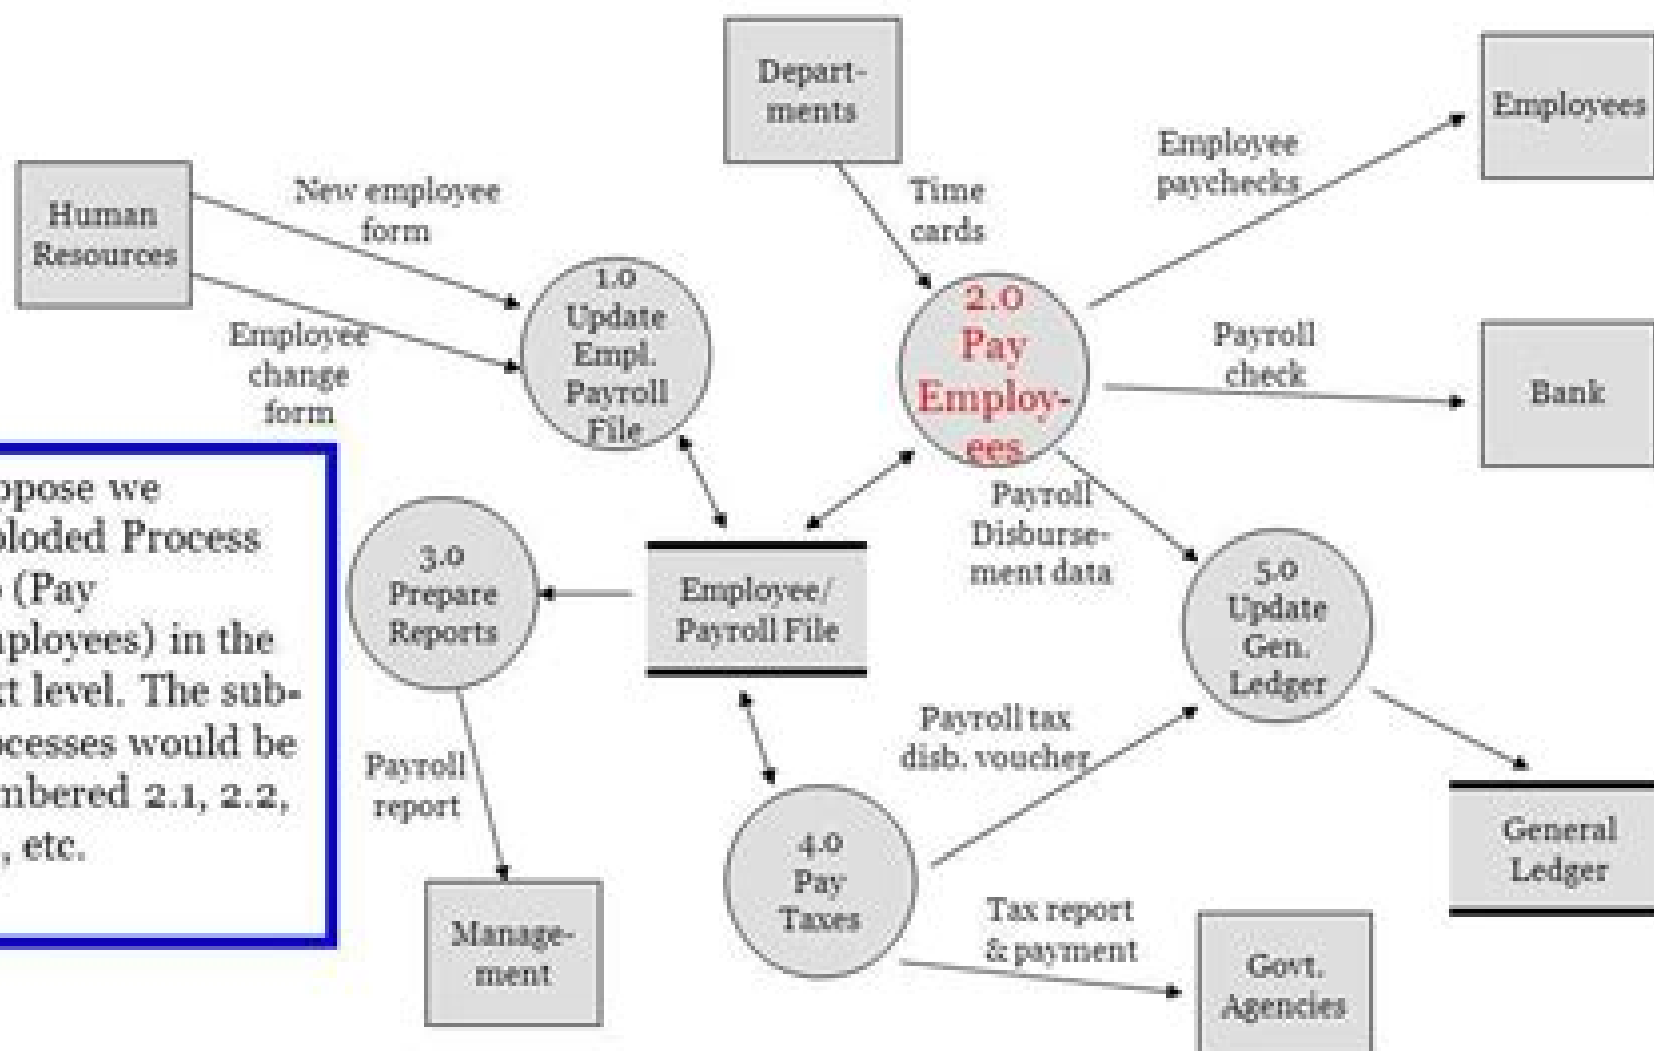 Depart-
ments
Employees
Employee
paychecks
Human
Resources
New employee
form
Time
cards
Employee
change
form
1.0
Update
Empl.
Payroll
File
2.0
Pay
Employ-
ees
Payroll
check
Bank
ppose we
ploded Process
(Pay
ployees) in the
xt level. The sub-
ocesses would be
mbered 2.1, 2.2,
, etc.
3.0
Prepare
Reports
Employee/
Payroll File
Payroll
Disburse-
ment data
5.0
Update
Gen.
Ledger
Payroll tax
disb. voucher
Payroll
report
4.0
Pay
Taxes
General
Ledger
Manage-
ment
Tax report
& payment
Govt.
Agencies